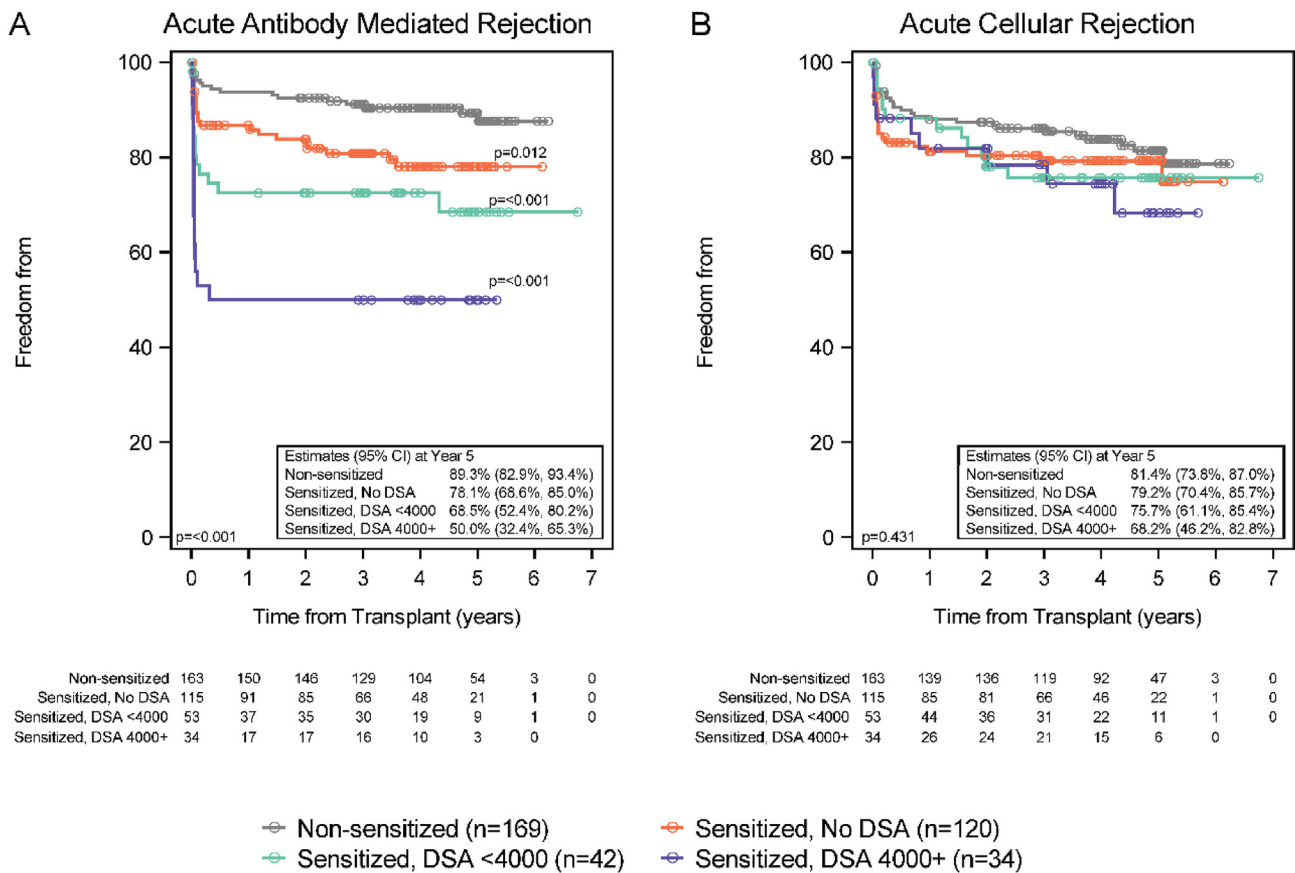 A
Acute Antibody Mediated Rejection
100
80
60
40
20
0
Freedom from
p=0.012
p=<0.001
p=<0.001
Estimates (95% CI) at Year 5
Non-sensitized 89.3% (82.9%, 93.4%)
Sensitized, No DSA 78.1% (68.6%, 85.0%)
Sensitized, DSA <4000 68.5% (52.4%, 80.2%)
Sensitized, DSA 4000+ 50.0% (32.4%, 65.3%)
p=<0.001
0 1 2 3 4 5 6 7
Time from Transplant (years)
Non-sensitized 163 150 146 129 104 54 3 0
Sensitized, No DSA 115 91 85 66 48 21 1 0
Sensitized, DSA <4000 53 37 35 30 19 9 1 0
Sensitized, DSA 4000+ 34 17 17 16 10 3 0
B
Acute Cellular Rejection
100
80
60
40
20
0
Freedom from
Estimates (95% CI) at Year 5
Non-sensitized 81.4% (73.8%, 87.0%)
Sensitized, No DSA 79.2% (70.4%, 85.7%)
Sensitized, DSA <4000 75.7% (61.1%, 85.4%)
Sensitized, DSA 4000+ 68.2% (46.2%, 82.8%)
p=0.431
0 1 2 3 4 5 6 7
Time from Transplant (years)
Non-sensitized 163 139 136 119 92 47 3 0
Sensitized, No DSA 115 85 81 66 46 22 1 0
Sensitized, DSA <4000 53 44 36 31 22 11 1 0
Sensitized, DSA 4000+ 34 26 24 21 15 6 0
Non-sensitized (n=169)
Sensitized, No DSA (n=120)
Sensitized, DSA <4000 (n=42)
Sensitized, DSA 4000+ (n=34)